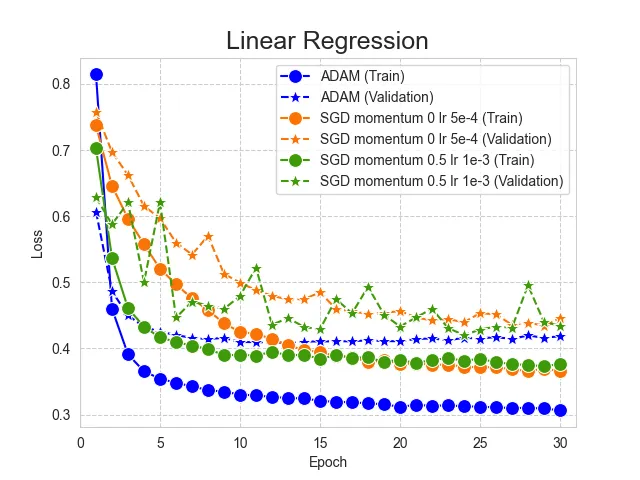 Linear Regression
ADAM (Train)
ADAM (Validation)
SGD momentum 0 lr 5e-4 (Train)
SGD momentum 0 lr 5e-4 (Validation)
SGD momentum 0.5 lr 1e-3 (Train)
SGD momentum 0.5 lr 1e-3 (Validation)
Loss
0.8
0.7
0.6
0.5
0.4
0.3
0 5 10 15 20 25 30
Epoch